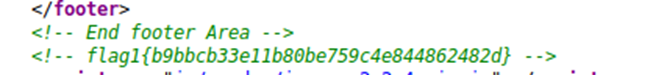 </footer>
<!-- End footer Area -->
<!-- flag1{b9bbcb33e11b80be759c4e844862482d} -->